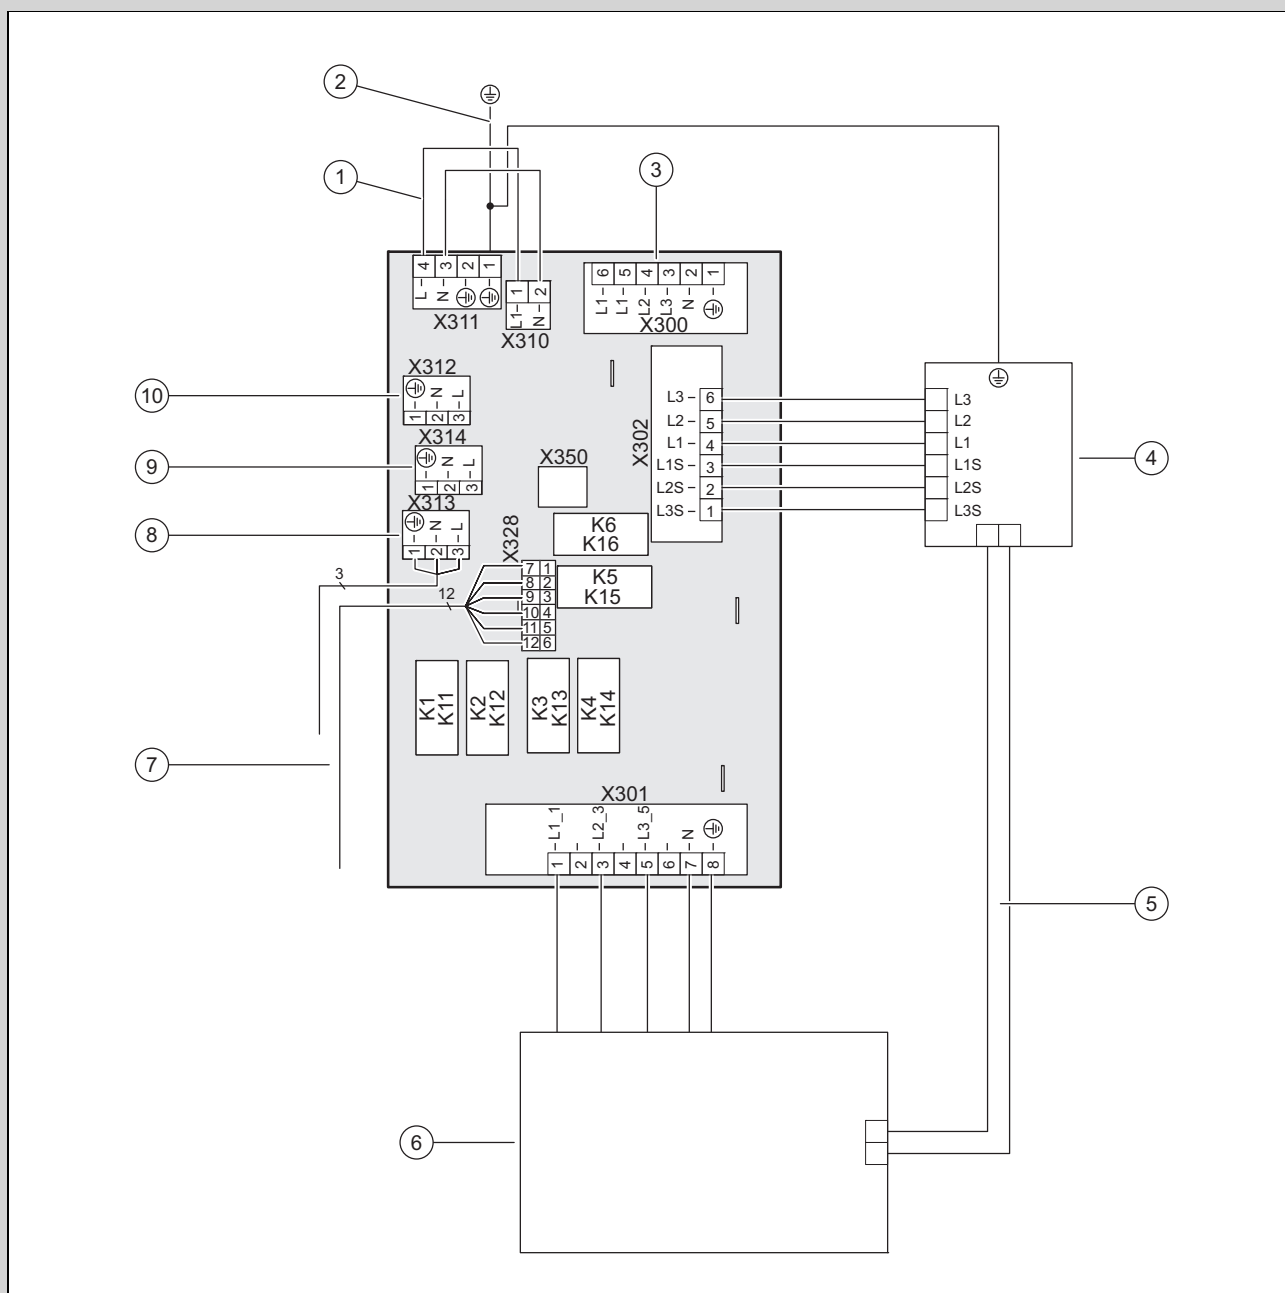 2
1
3
4 3 2 1
L – N –
X311
1 2
L1 – N –
X310
6 5 4 3 2 1
L1 – L1 – L2 – L3 – N –
X300
10
X312
– N – L
1 2 3
9
X314
– N – L
1 2 3
8
X313
– N – L
1 2 3
3
12
X350
X328
7 1
8 2
9 3
10 4
11 5
12 6
K6
K16
K5
K15
X302
L3 – 6
L2 – 5
L1 – 4
L1S – 3
L2S – 2
L3S – 1
L3
L2
L1
L1S
L2S
L3S
4
K1
K11
K2
K12
K3
K13
K4
K14
7
X301
– L1_1 – – L2_3 – – L3_5 – – N –
1 2 3 4 5 6 7 8
5
6